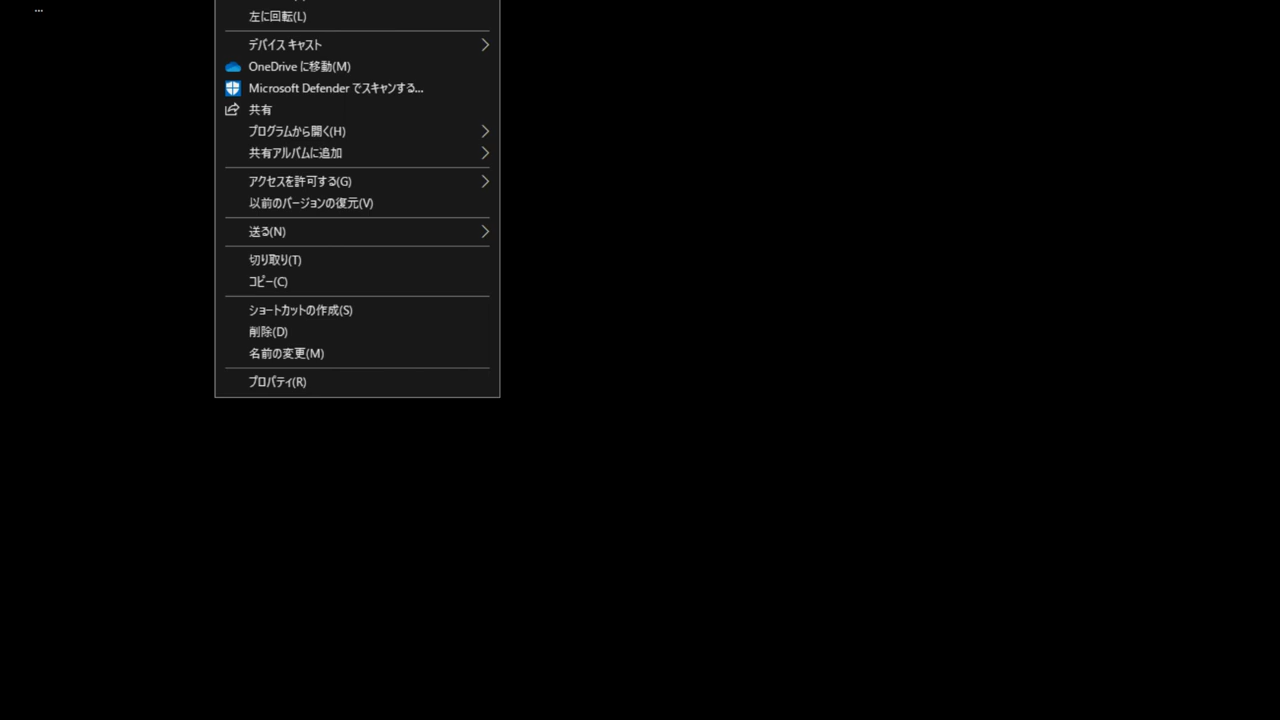 ...
左に回転(L)
デバイス キャスト
OneDrive に移動(M)
Microsoft Defender でスキャンする...
共有
プログラムから開く(H)
共有アルバムに追加
アクセスを許可する(G)
以前のバージョンの復元(V)
送る(N)
切り取り(T)
コピー(C)
ショートカットの作成(S)
削除(D)
名前の変更(M)
プロパティ(R)